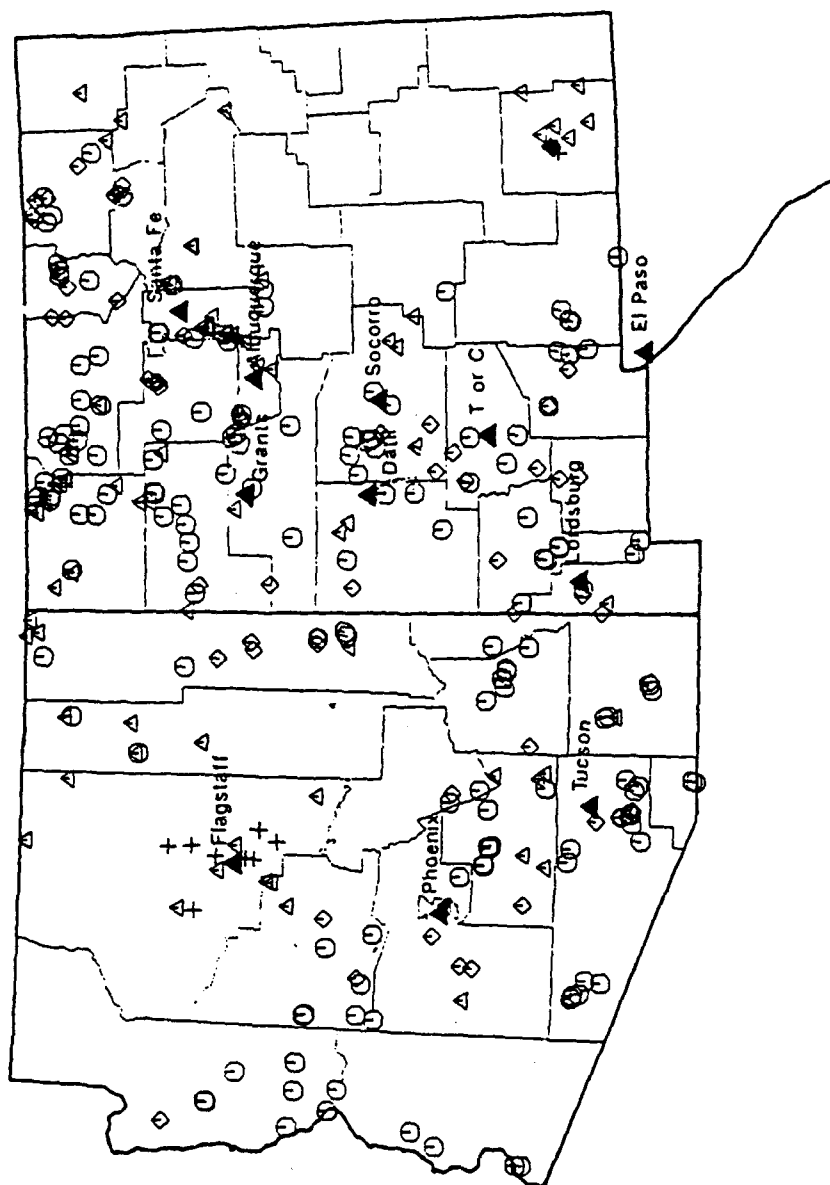 Santa Fe
Albuquerque
Grants
Socorro
Datil
T or C
El Paso
Lordsburg
Flagstaff
Phoenix
Tucson